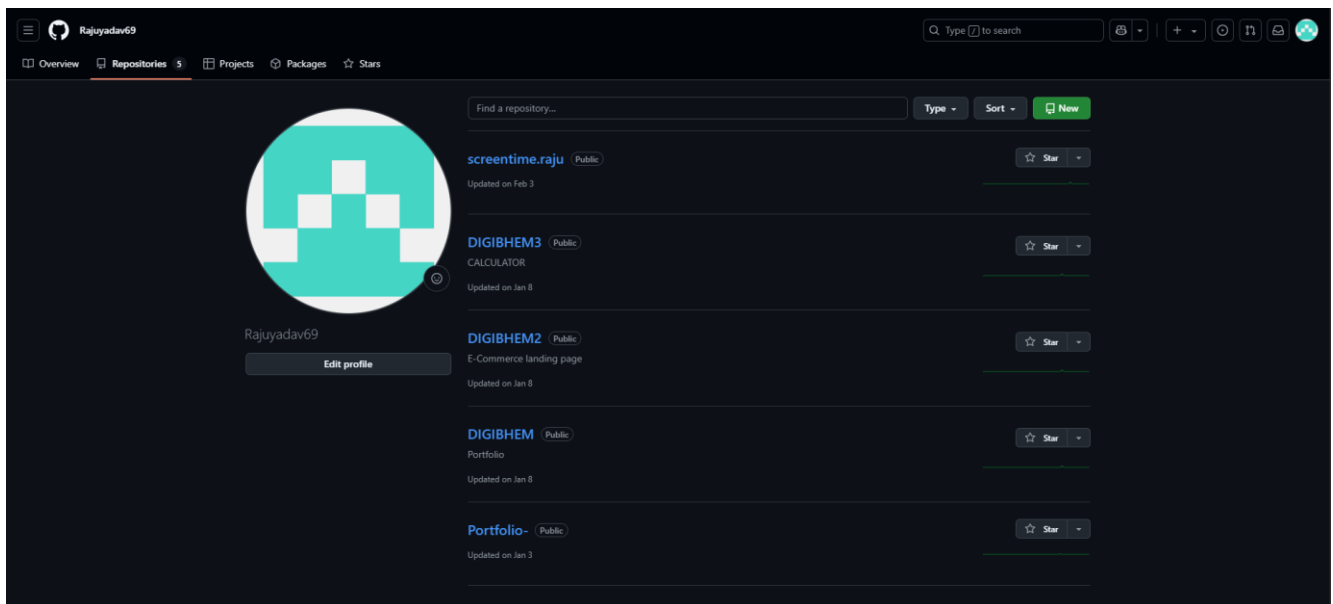 Rajuyadav69
Type / to search
Overview Repositories 5 Projects Packages Stars
Find a repository...
Type Sort New
screentime.raju Public
Star
Updated on Feb 3
DIGIBHEM3 Public
Star
CALCULATOR
Updated on Jan 8
Rajuyadav69
Edit profile
DIGIBHEM2 Public
Star
E-Commerce landing page
Updated on Jan 8
DIGIBHEM Public
Star
Portfolio
Updated on Jan 8
Portfolio- Public
Star
Updated on Jan 3